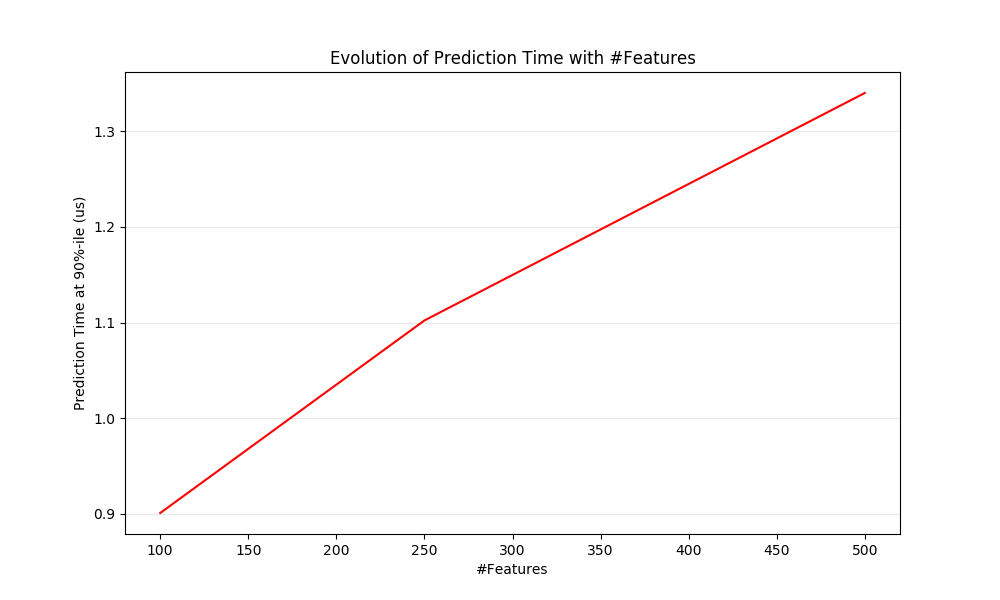 Evolution of Prediction Time with #Features
Prediction Time at 90%-ile (us)
1.3
1.2
1.1
1.0
0.9
100 150 200 250 300 350 400 450 500
#Features